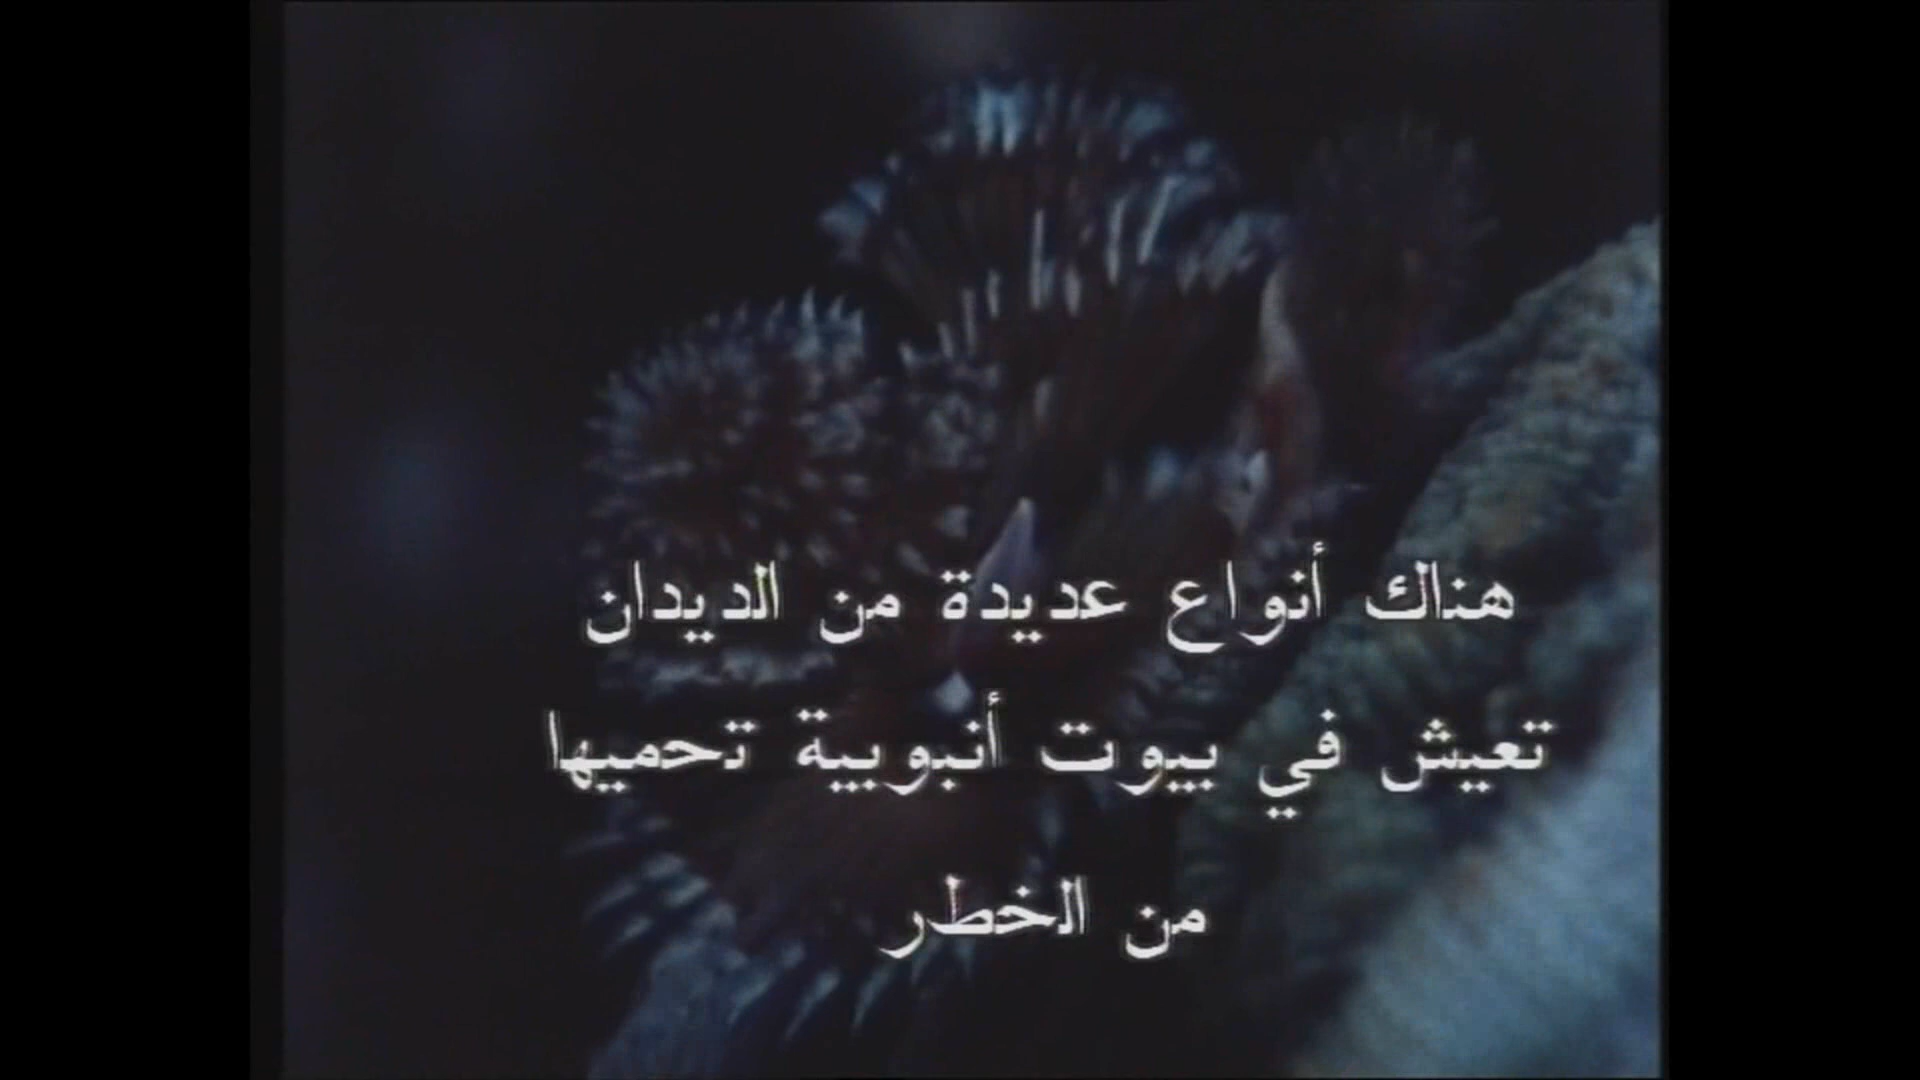 هناك أنواع عديدة من الديدان
تعيش في بيوت أنبوبية تحميها
من الخطر